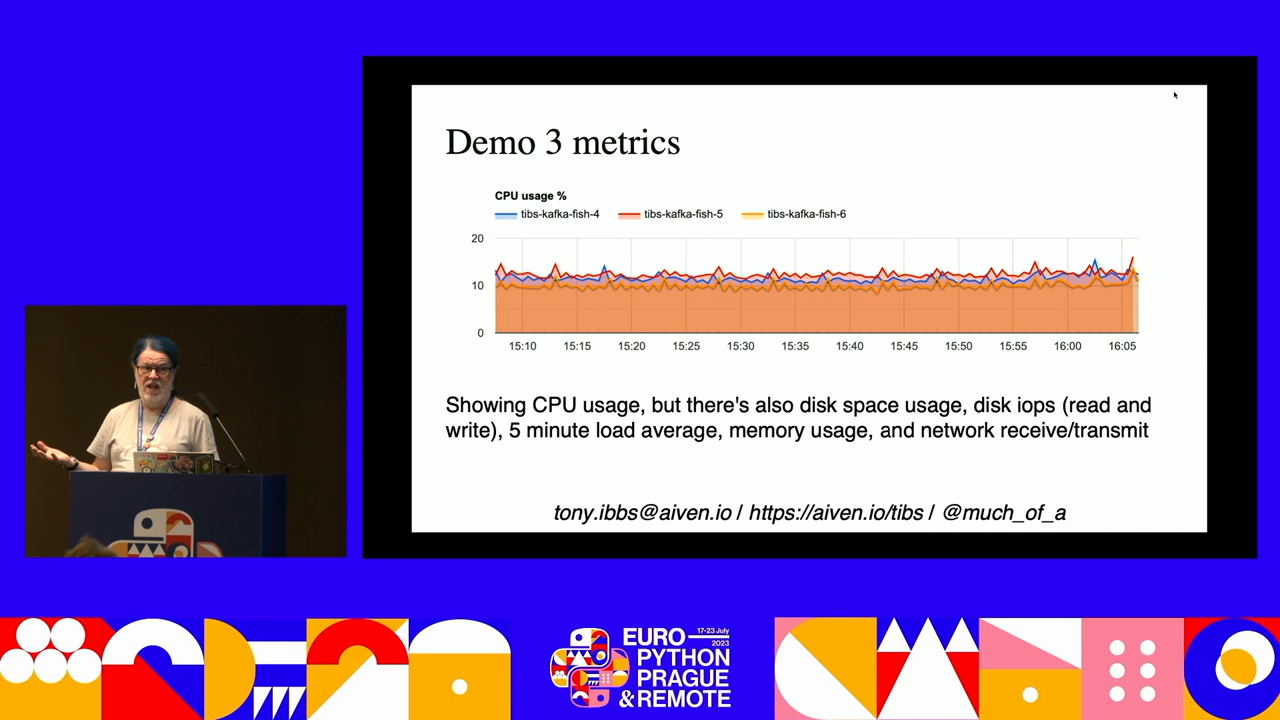 Demo 3 metrics
CPU usage %
tibs-kafka-fish-4 tibs-kafka-fish-5 tibs-kafka-fish-6
20
10
0
15:10 15:15 15:20 15:25 15:30 15:35 15:40 15:45 15:50 15:55 16:00 16:05
Showing CPU usage, but there's also disk space usage, disk iops (read and
write), 5 minute load average, memory usage, and network receive/transmit
tony.ibbs@aiven.io / https://aiven.io/tibs / @much_of_a
EURO 17-23 July
2023
PYTHON
PRAGUE
& REMOTE